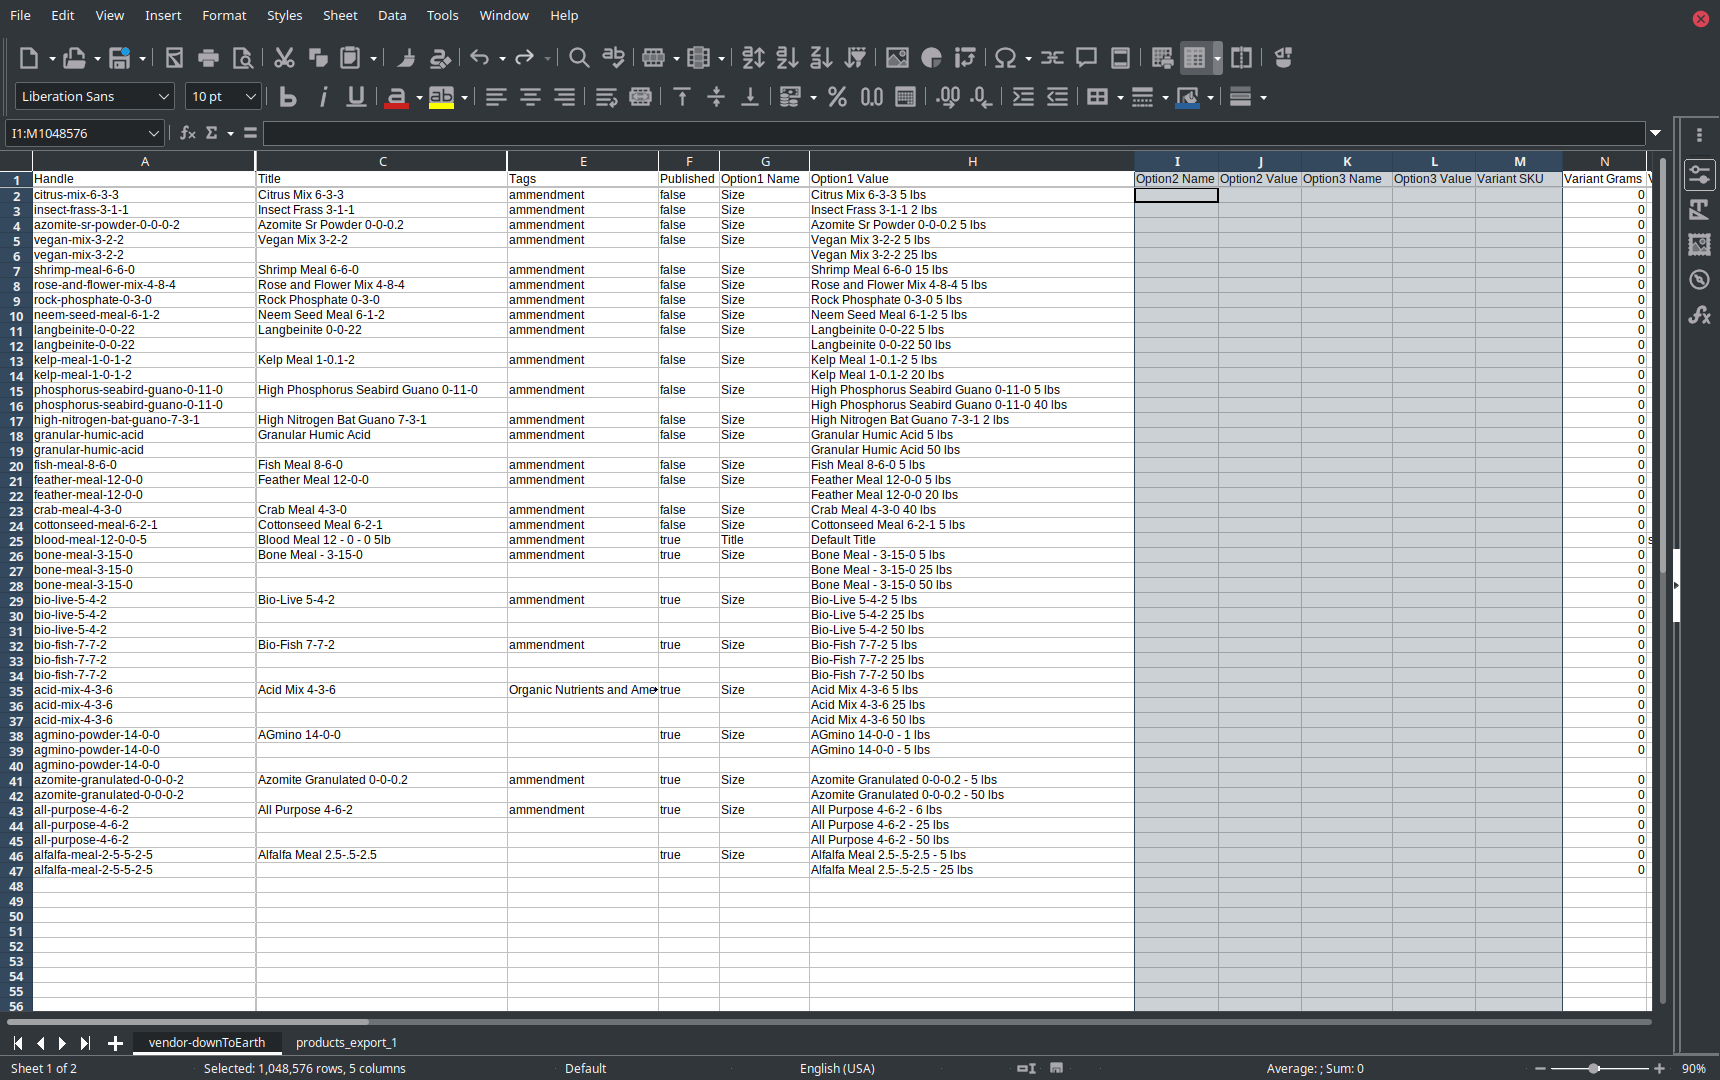 File Edit View Insert Format Styles Sheet Data Tools Window Help
Liberation Sans 10 pt
I1:M1048576
A C E F G H I J K L M N
1 Handle Title Tags Published Option1 Name Option1 Value Option2 Name Option2 Value Option3 Name Option3 Value Variant SKU Variant Grams
2 citrus-mix-6-3-3 Citrus Mix 6-3-3 ammendment false Size Citrus Mix 6-3-3 5 lbs 0
3 insect-frass-3-1-1 Insect Frass 3-1-1 ammendment false Size Insect Frass 3-1-1 2 lbs 0
4 azomite-sr-powder-0-0-0-2 Azomite Sr Powder 0-0-0.2 ammendment false Size Azomite Sr Powder 0-0-0.2 5 lbs 0
5 vegan-mix-3-2-2 Vegan Mix 3-2-2 ammendment false Size Vegan Mix 3-2-2 5 lbs 0
6 vegan-mix-3-2-2 Vegan Mix 3-2-2 25 lbs 0
7 shrimp-meal-6-6-0 Shrimp Meal 6-6-0 ammendment false Size Shrimp Meal 6-6-0 15 lbs 0
8 rose-and-flower-mix-4-8-4 Rose and Flower Mix 4-8-4 ammendment false Size Rose and Flower Mix 4-8-4 5 lbs 0
9 rock-phosphate-0-3-0 Rock Phosphate 0-3-0 ammendment false Size Rock Phosphate 0-3-0 5 lbs 0
10 neem-seed-meal-6-1-2 Neem Seed Meal 6-1-2 ammendment false Size Neem Seed Meal 6-1-2 5 lbs 0
11 langbeinite-0-0-22 Langbeinite 0-0-22 ammendment false Size Langbeinite 0-0-22 5 lbs 0
12 langbeinite-0-0-22 Langbeinite 0-0-22 50 lbs 0
13 kelp-meal-1-0-1-2 Kelp Meal 1-0.1-2 ammendment false Size Kelp Meal 1-0.1-2 5 lbs 0
14 kelp-meal-1-0-1-2 Kelp Meal 1-0.1-2 20 lbs 0
15 phosphorus-seabird-guano-0-11-0 High Phosphorus Seabird Guano 0-11-0 ammendment false Size High Phosphorus Seabird Guano 0-11-0 5 lbs 0
16 phosphorus-seabird-guano-0-11-0 High Phosphorus Seabird Guano 0-11-0 40 lbs 0
17 high-nitrogen-bat-guano-7-3-1 High Nitrogen Bat Guano 7-3-1 ammendment false Size High Nitrogen Bat Guano 7-3-1 2 lbs 0
18 granular-humic-acid Granular Humic Acid ammendment false Size Granular Humic Acid 5 lbs 0
19 granular-humic-acid Granular Humic Acid 50 lbs 0
20 fish-meal-8-6-0 Fish Meal 8-6-0 ammendment false Size Fish Meal 8-6-0 5 lbs 0
21 feather-meal-12-0-0 Feather Meal 12-0-0 ammendment false Size Feather Meal 12-0-0 5 lbs 0
22 feather-meal-12-0-0 Feather Meal 12-0-0 20 lbs 0
23 crab-meal-4-3-0 Crab Meal 4-3-0 ammendment false Size Crab Meal 4-3-0 40 lbs 0
24 cottonseed-meal-6-2-1 Cottonseed Meal 6-2-1 ammendment false Size Cottonseed Meal 6-2-1 5 lbs 0
25 blood-meal-12-0-0-5 Blood Meal 12 - 0 - 0 5lb ammendment true Title Default Title 0
26 bone-meal-3-15-0 Bone Meal - 3-15-0 ammendment true Size Bone Meal - 3-15-0 5 lbs 0
27 bone-meal-3-15-0 Bone Meal - 3-15-0 25 lbs 0
28 bone-meal-3-15-0 Bone Meal - 3-15-0 50 lbs 0
29 bio-live-5-4-2 Bio-Live 5-4-2 ammendment true Size Bio-Live 5-4-2 5 lbs 0
30 bio-live-5-4-2 Bio-Live 5-4-2 25 lbs 0
31 bio-live-5-4-2 Bio-Live 5-4-2 50 lbs 0
32 bio-fish-7-7-2 Bio-Fish 7-7-2 ammendment true Size Bio-Fish 7-7-2 5 lbs 0
33 bio-fish-7-7-2 Bio-Fish 7-7-2 25 lbs 0
34 bio-fish-7-7-2 Bio-Fish 7-7-2 50 lbs 0
35 acid-mix-4-3-6 Acid Mix 4-3-6 Organic Nutrients and Ame true Size Acid Mix 4-3-6 5 lbs 0
36 acid-mix-4-3-6 Acid Mix 4-3-6 25 lbs 0
37 acid-mix-4-3-6 Acid Mix 4-3-6 50 lbs 0
38 agmino-powder-14-0-0 AGmino 14-0-0 true Size AGmino 14-0-0 - 1 lbs 0
39 agmino-powder-14-0-0 AGmino 14-0-0 - 5 lbs 0
40 agmino-powder-14-0-0
41 azomite-granulated-0-0-0-2 Azomite Granulated 0-0-0.2 ammendment true Size Azomite Granulated 0-0-0.2 - 5 lbs 0
42 azomite-granulated-0-0-0-2 Azomite Granulated 0-0-0.2 - 50 lbs 0
43 all-purpose-4-6-2 All Purpose 4-6-2 ammendment true Size All Purpose 4-6-2 - 6 lbs 0
44 all-purpose-4-6-2 All Purpose 4-6-2 - 25 lbs 0
45 all-purpose-4-6-2 All Purpose 4-6-2 - 50 lbs 0
46 alfalfa-meal-2-5-5-2-5 Alfalfa Meal 2.5-.5-2.5 true Size Alfalfa Meal 2.5-.5-2.5 - 5 lbs 0
47 alfalfa-meal-2-5-5-2-5 Alfalfa Meal 2.5-.5-2.5 - 25 lbs 0
48
49
50
51
52
53
54
55
56
vendor-downToEarth products_export_1
Sheet 1 of 2 Selected: 1,048,576 rows, 5 columns Default English (USA) Average: ; Sum: 0 90%